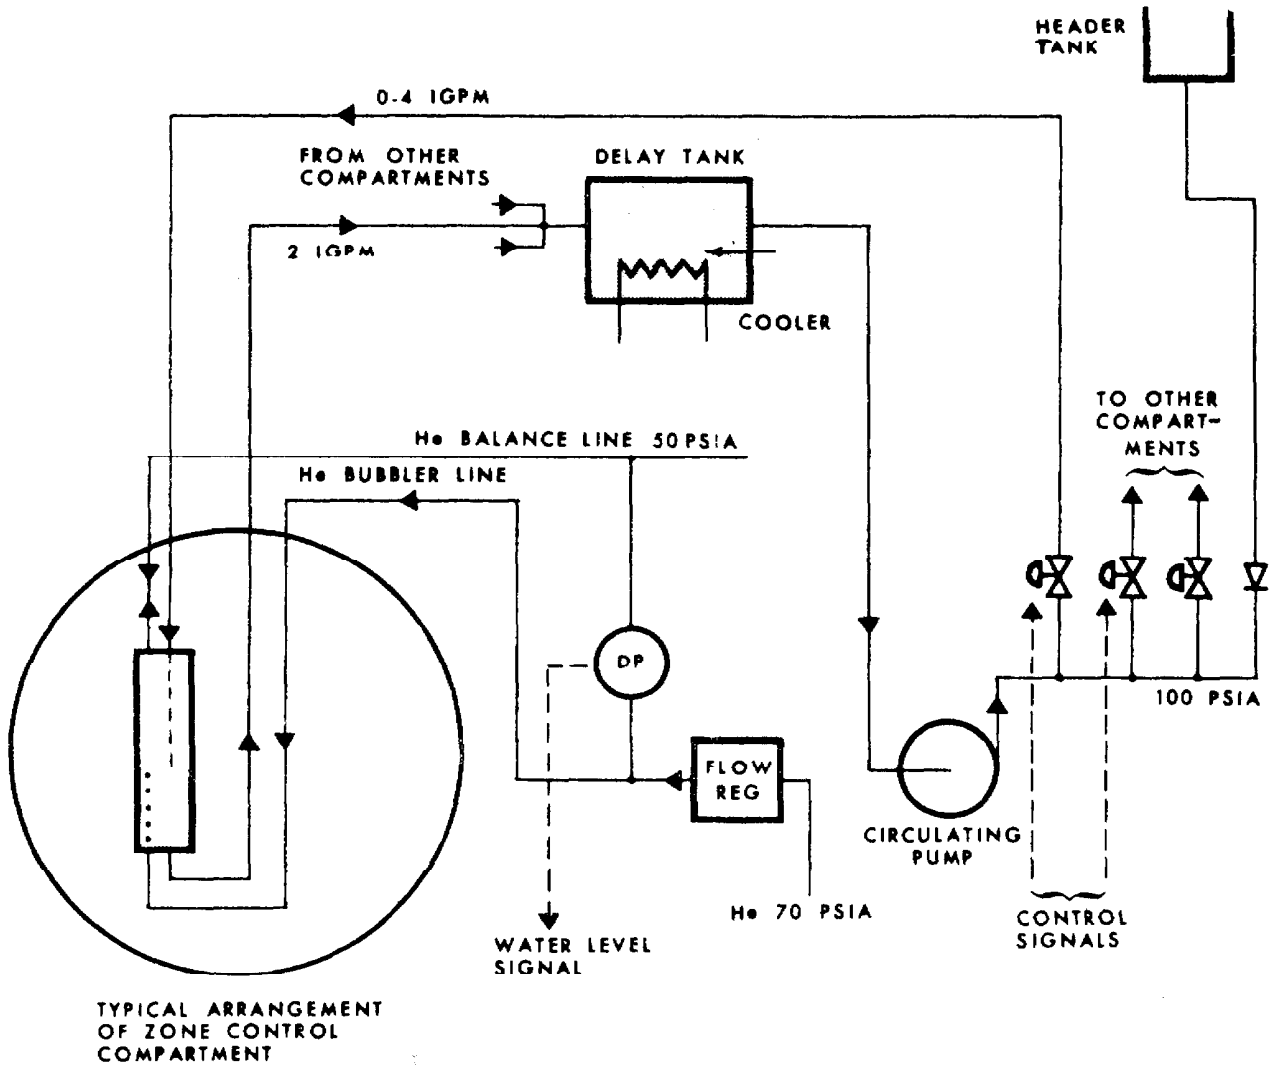 HEADER
TANK
0-4 IGPM
FROM OTHER
COMPARTMENTS
DELAY TANK
2 IGPM
COOLER
TO OTHER
COMPART-
MENTS
He BALANCE LINE 50 PSIA
He BUBBLER LINE
DP
100 PSIA
FLOW
REG
CIRCULATING
PUMP
He 70 PSIA
CONTROL
SIGNALS
WATER LEVEL
SIGNAL
TYPICAL ARRANGEMENT
OF ZONE CONTROL
COMPARTMENT